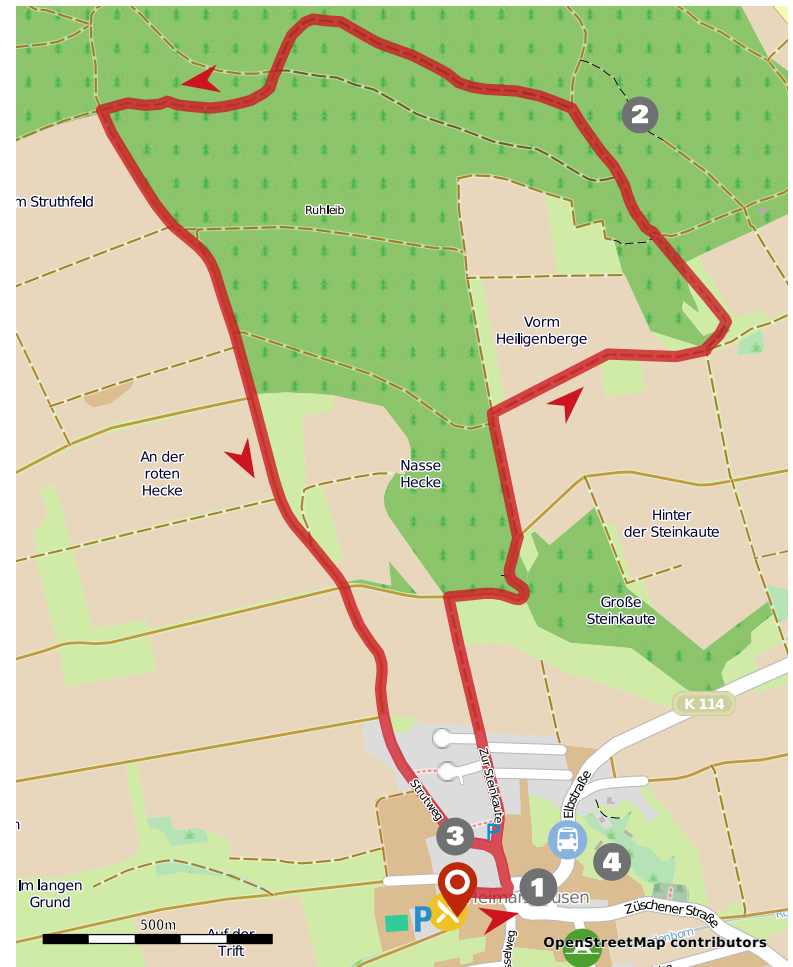 2
m Struthfeld
Ruhleib
Vorm
Heiligenberge
An der
roten
Hecke
Nasse
Hecke
Hinter
der Steinkaute
Große
Steinkaute
K 114
Zur Steinkaute
Elbstraße
Strutweg
3
P
4
1
Im langen
Grund
Züschener Straße
P
500m
Auf der
Trift
OpenStreetMap contributors